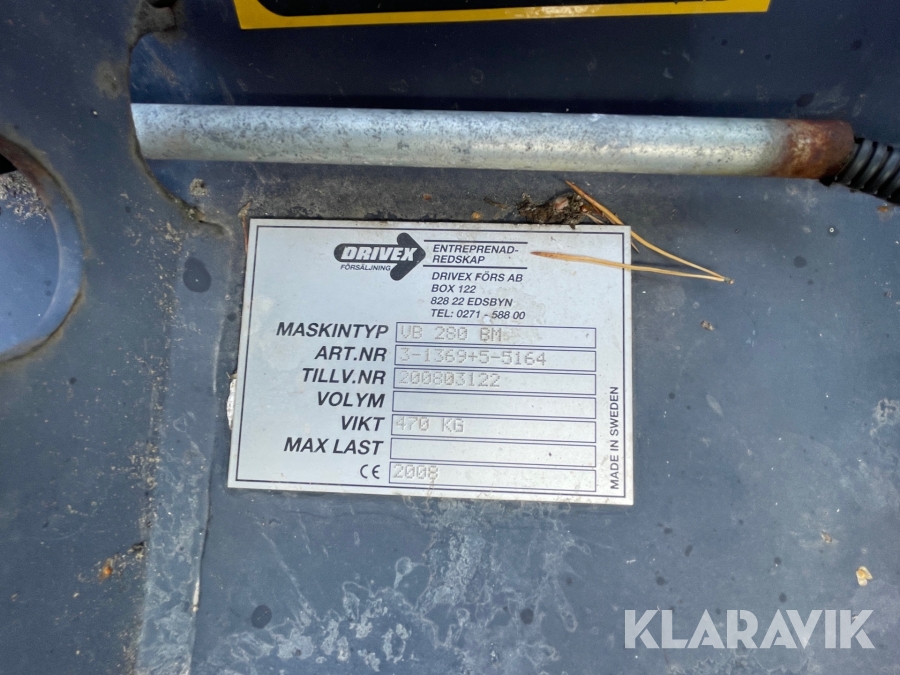 DRIVEX
FÖRSÄLJNING
ENTREPRENAD-
REDSKAP
DRIVEX FÖRS AB
BOX 122
828 22 EDSBYN
TEL: 0271 - 588 00
MASKINTYP VB 280 BM
ART.NR 3-1369+5-5164
TILLV.NR 200803122
VOLYM
VIKT 470 KG
MAX LAST
CE 2008
MADE IN SWEDEN
KLARAVIK